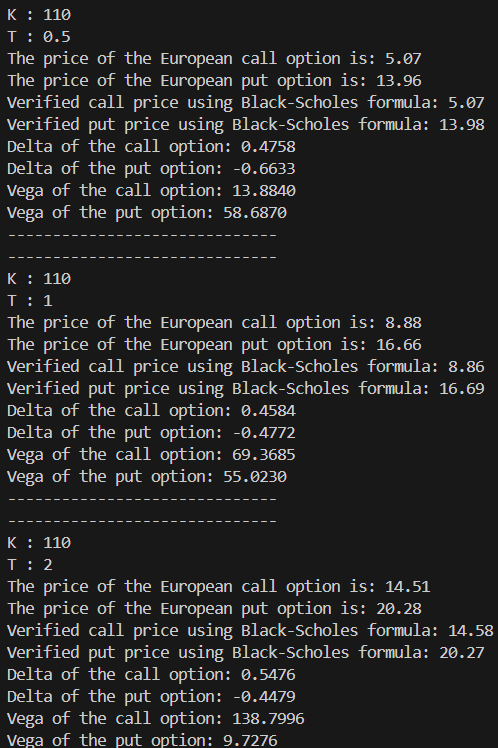 K : 110
T : 0.5
The price of the European call option is: 5.07
The price of the European put option is: 13.96
Verified call price using Black-Scholes formula: 5.07
Verified put price using Black-Scholes formula: 13.98
Delta of the call option: 0.4758
Delta of the put option: -0.6633
Vega of the call option: 13.8840
Vega of the put option: 58.6870
------------------------------
------------------------------
K : 110
T : 1
The price of the European call option is: 8.88
The price of the European put option is: 16.66
Verified call price using Black-Scholes formula: 8.86
Verified put price using Black-Scholes formula: 16.69
Delta of the call option: 0.4584
Delta of the put option: -0.4772
Vega of the call option: 69.3685
Vega of the put option: 55.0230
------------------------------
------------------------------
K : 110
T : 2
The price of the European call option is: 14.51
The price of the European put option is: 20.28
Verified call price using Black-Scholes formula: 14.58
Verified put price using Black-Scholes formula: 20.27
Delta of the call option: 0.5476
Delta of the put option: -0.4479
Vega of the call option: 138.7996
Vega of the put option: 9.7276